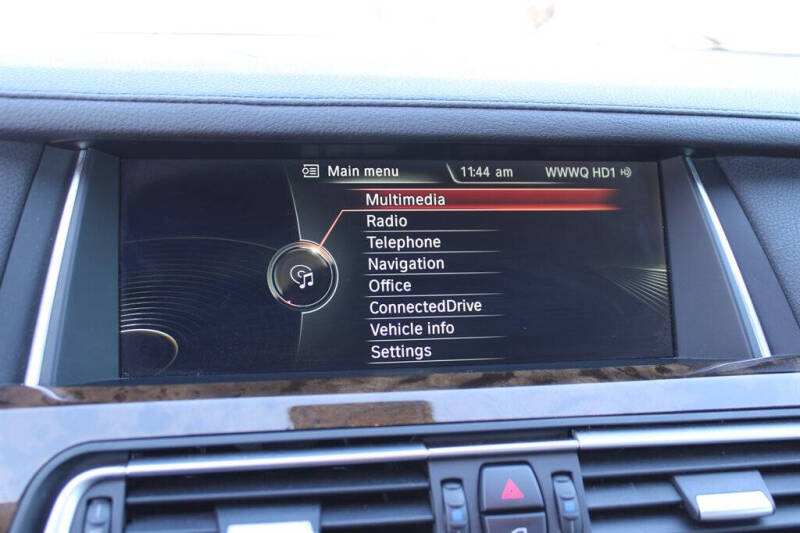 Main menu 11:44 am WWWQ HD1
Multimedia
Radio
Telephone
Navigation
Office
ConnectedDrive
Vehicle info
Settings